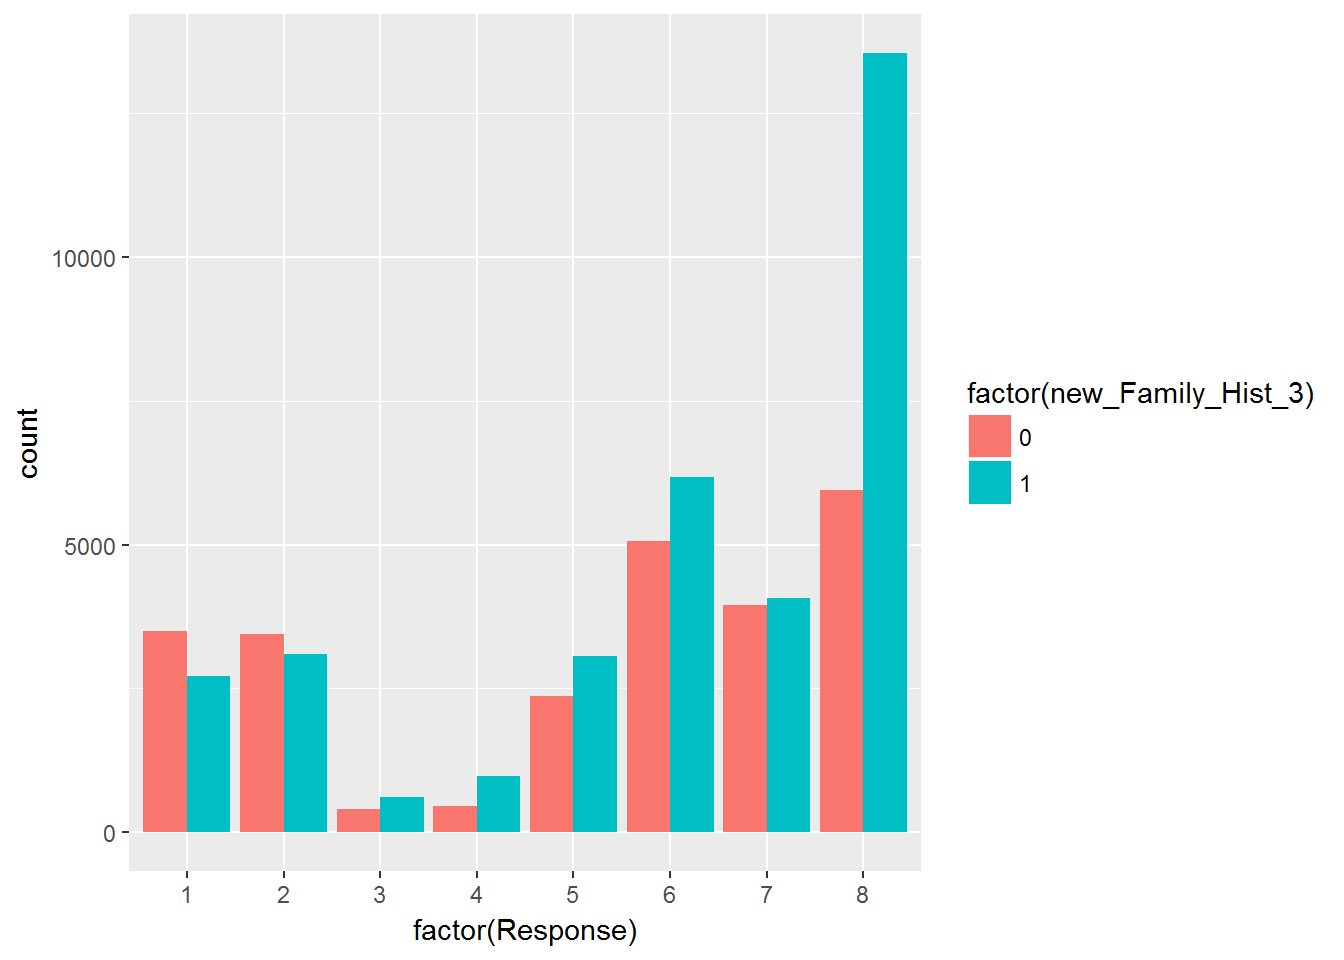 count
10000
5000
0
1 2 3 4 5 6 7 8
factor(Response)
factor(new_Family_Hist_3)
0
1